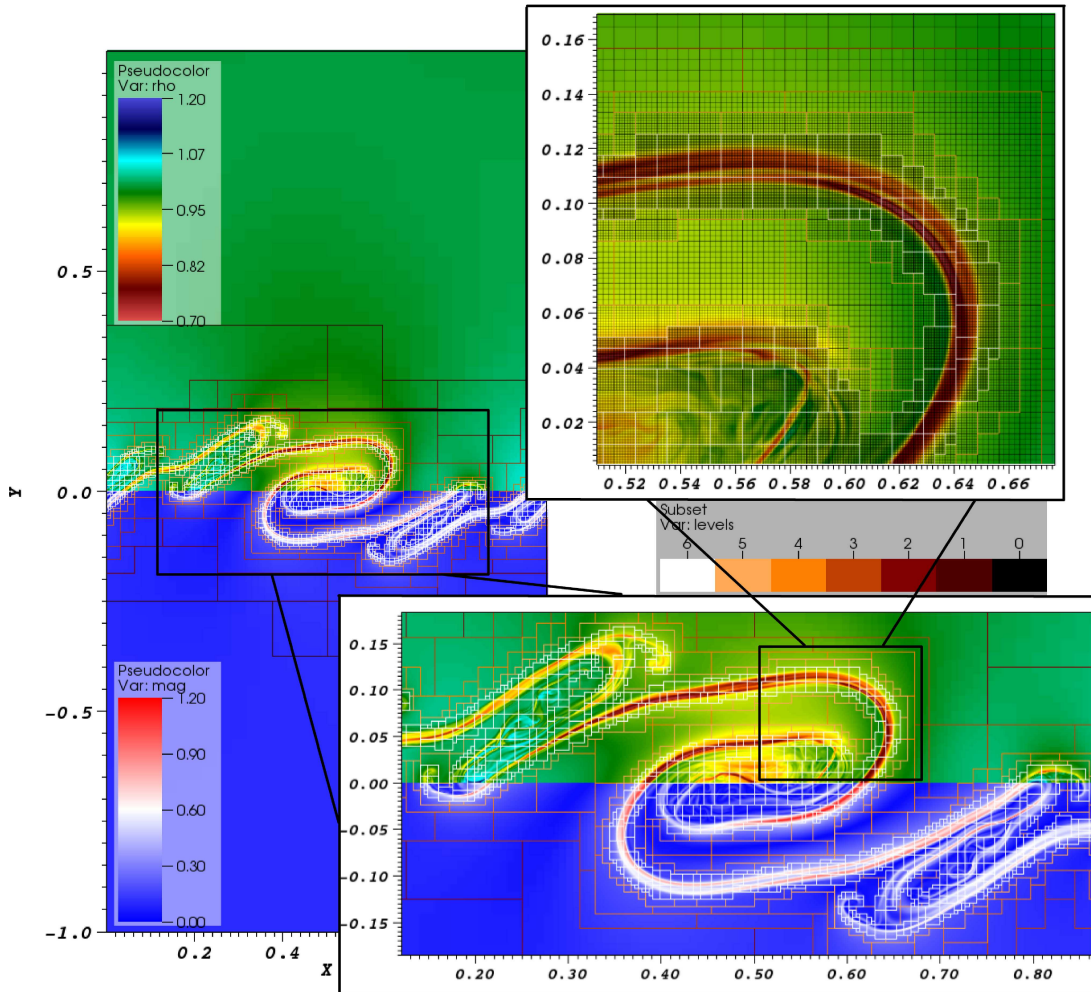 Pseudocolor
Var: rho
1.20
1.07
0.95
0.82
0.70
0.5
0.0
-0.5
-1.0
Y
0.2
0.4
X
Pseudocolor
Var: mag
1.20
0.90
0.60
0.30
0.00
0.16
0.14
0.12
0.10
0.08
0.06
0.04
0.02
0.52 0.54 0.56 0.58 0.60 0.62 0.64 0.66
Subset
Var: levels
6 5 4 3 2 1 0
0.15
0.10
0.05
0.00
-0.05
-0.10
-0.15
0.20 0.30 0.40 0.50 0.60 0.70 0.80